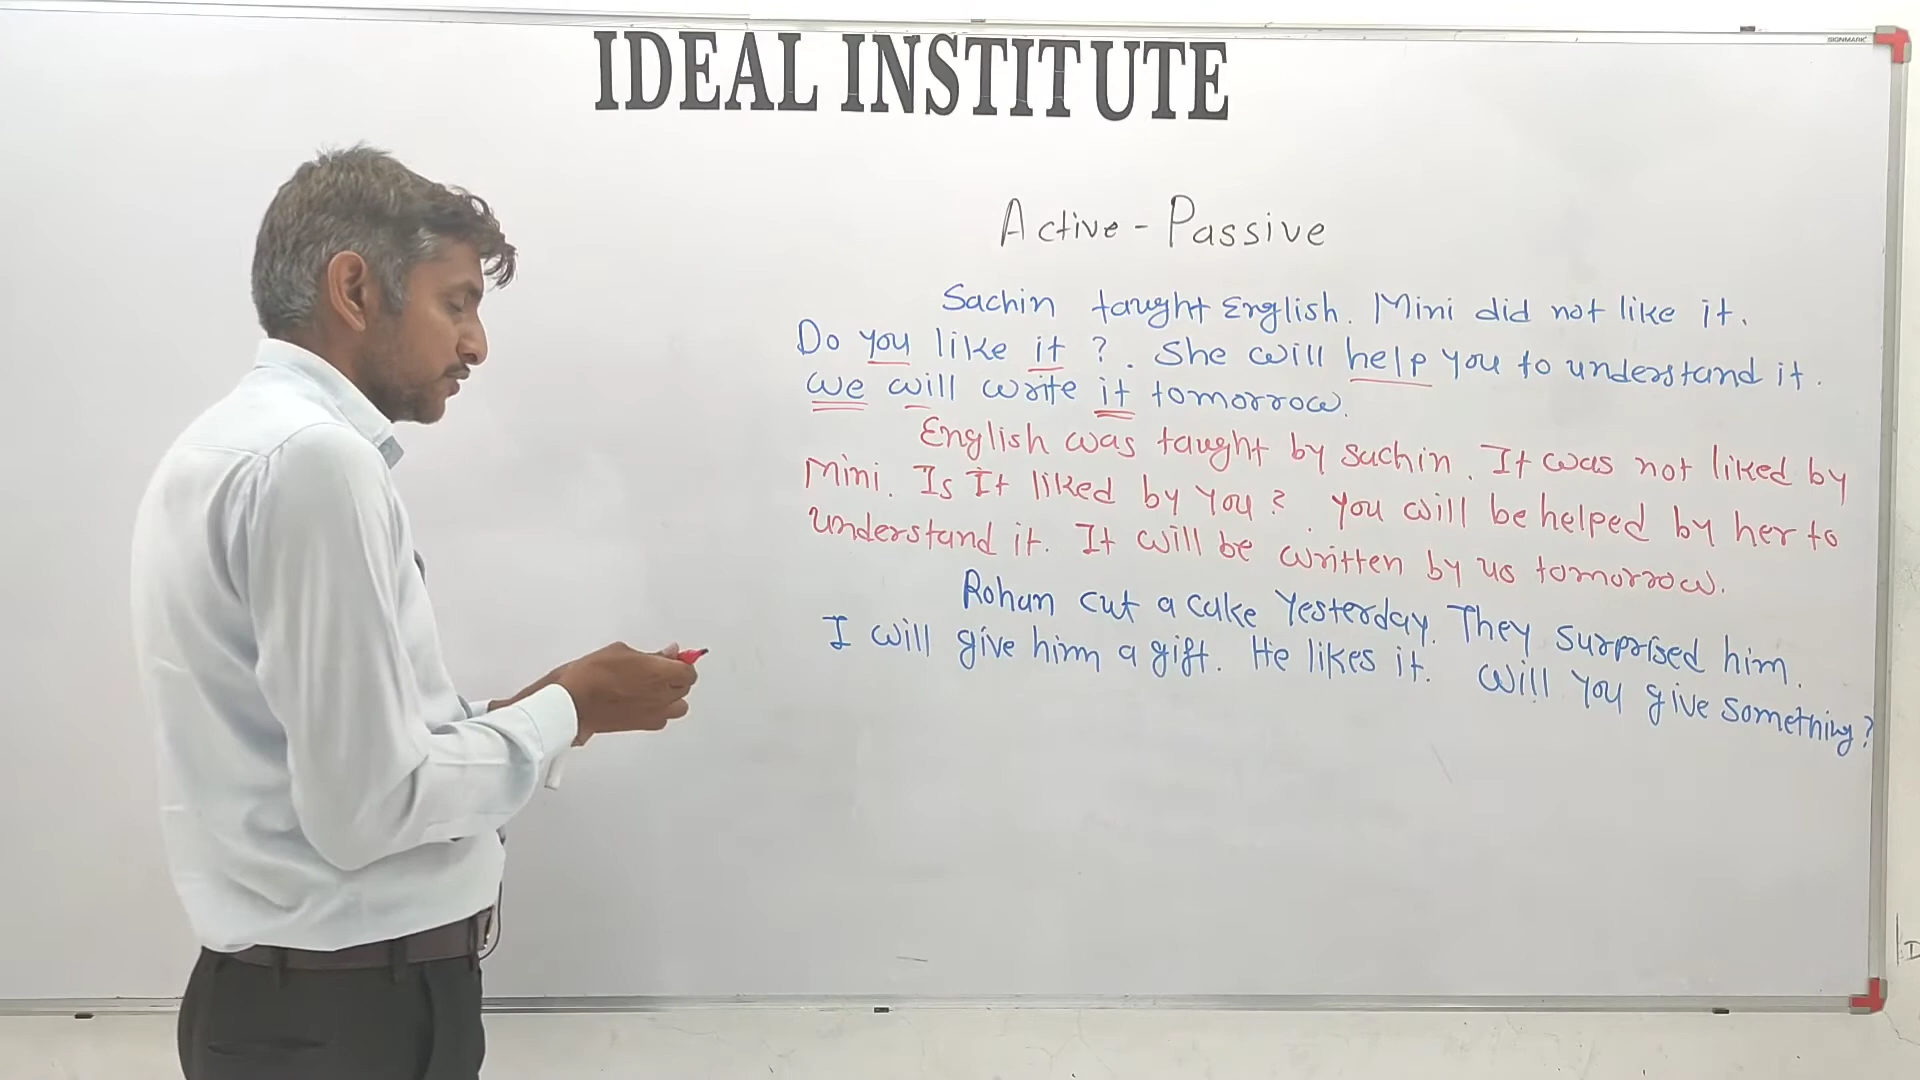 SIGNMARK
IDEAL INSTITUTE
Active - Passive
Sachin taught English. Mini did not like it.
Do you like it ? . She will help you to understand it.
we will write it tomorrow.
English was taught by sachin. It was not liked by
Mini. Is It liked by you ? . You will be helped by her to
understand it. It will be written by us tomorrow.
Rohan cut a cake Yesterday. They surprised him.
I will give him a gift. He likes it. Will you give something?